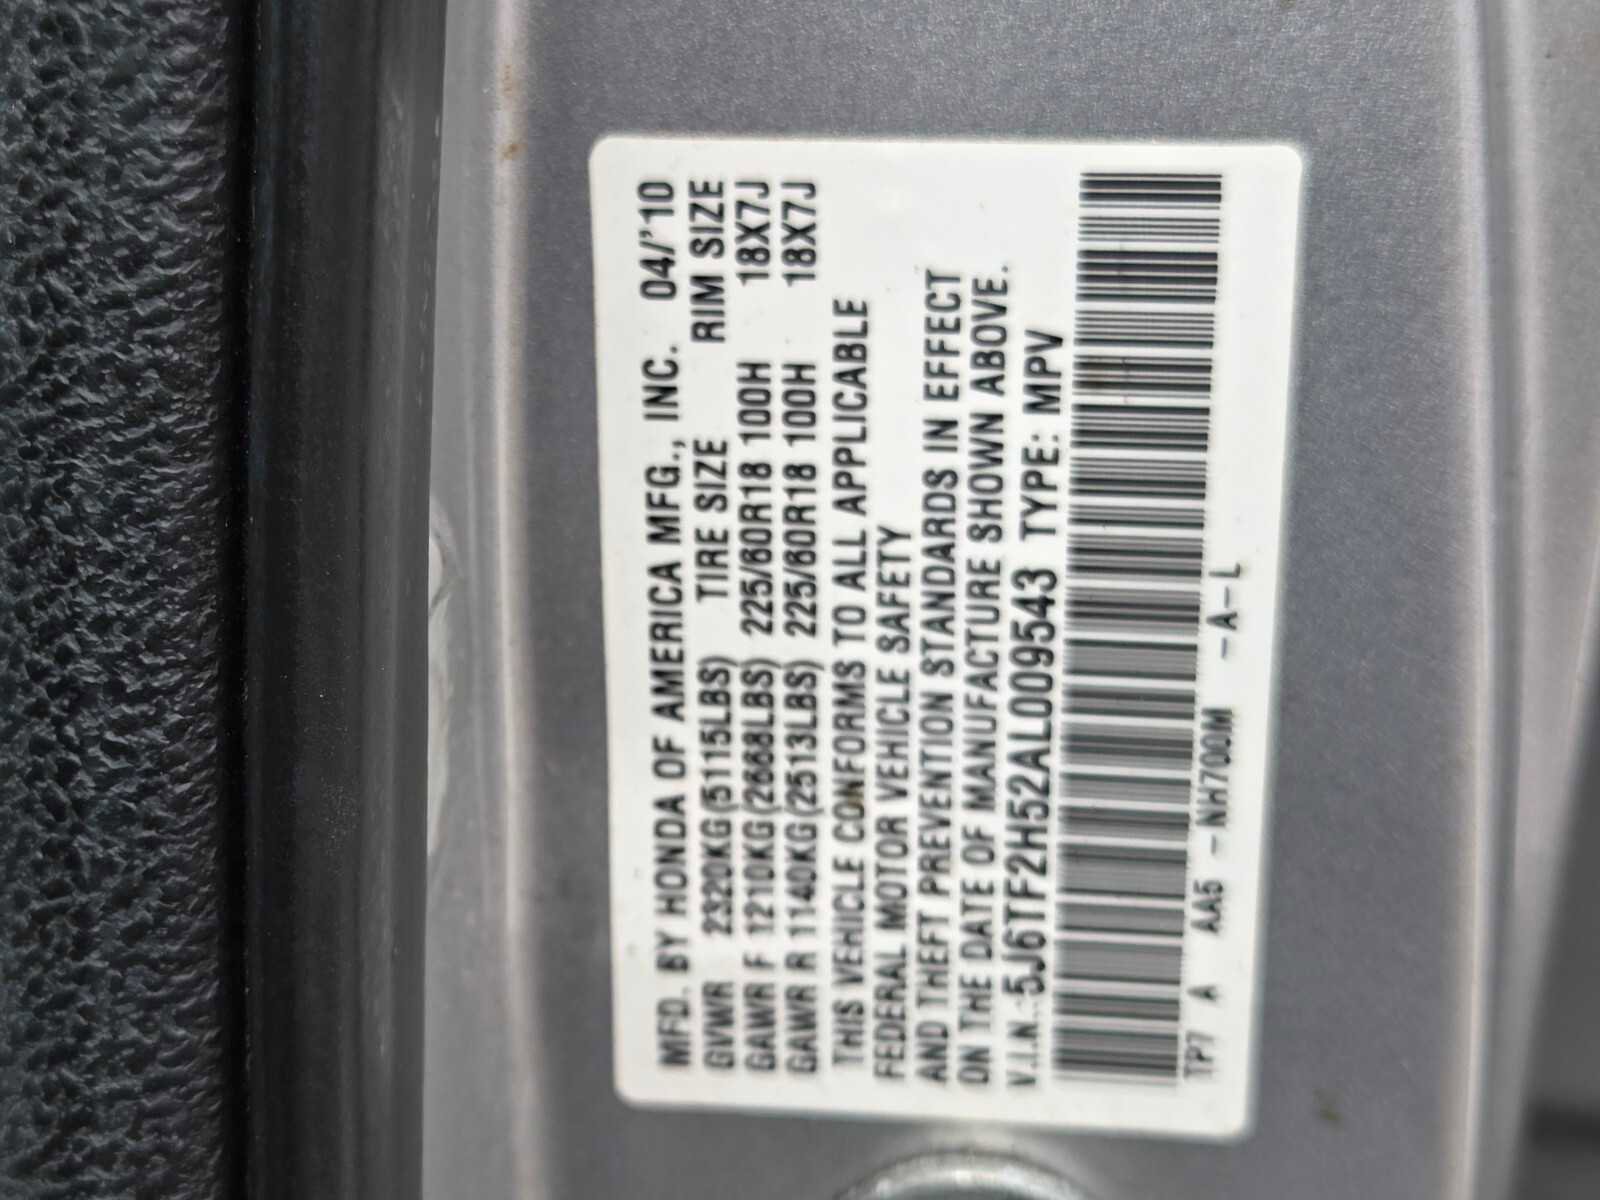 MFD. BY HONDA OF AMERICA MFG., INC. 04/'10
GVWR 2320KG(5115LBS) TIRE SIZE RIM SIZE
GAWR F 1210KG(2668LBS) 225/60R18 100H 18X7J
GAWR R 1140KG(2513LBS) 225/60R18 100H 18X7J
THIS VEHICLE CONFORMS TO ALL APPLICABLE
FEDERAL MOTOR VEHICLE SAFETY
AND THEFT PREVENTION STANDARDS IN EFFECT
ON THE DATE OF MANUFACTURE SHOWN ABOVE.
V.I.N.:5J6TF2H52AL009543 TYPE: MPV
TP7 A AA5 -NH700M -A-L